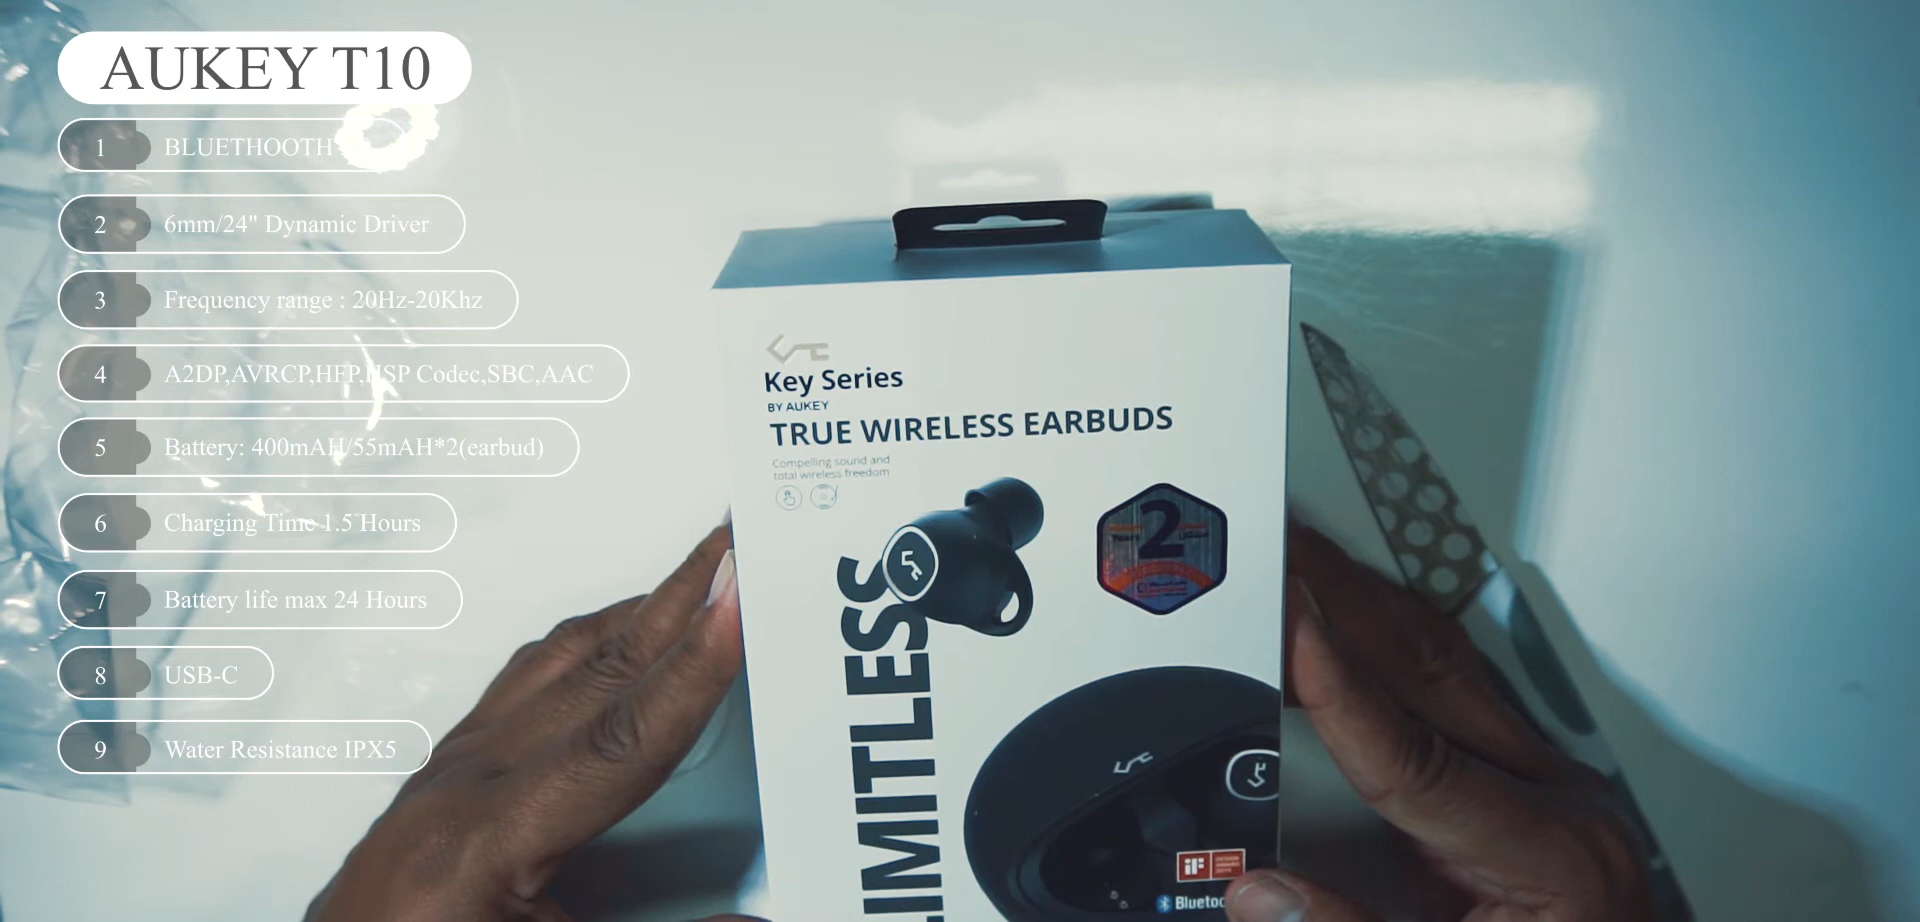 AUKEY T10
1 BLUETHOOTH
2 6mm/24" Dynamic Driver
3 Frequency range : 20Hz-20Khz
4 A2DP,AVRCP,HFP,HSP Codec,SBC,AAC
5 Battery: 400mAH/55mAH*2(earbud)
6 Charging Time 1.5 Hours
7 Battery life max 24 Hours
8 USB-C
9 Water Resistance IPX5
Key Series
BY AUKEY
TRUE WIRELESS EARBUDS
Compelling sound and
total wireless freedom
2
IMITLESS
iF
Bluetoo